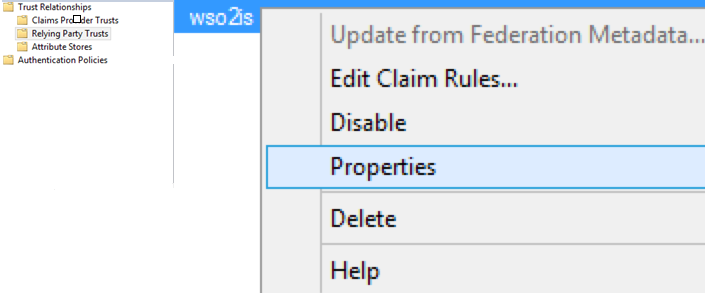 Trust Relationships
Claims Provider Trusts
Relying Party Trusts
Attribute Stores
Authentication Policies
wso2is
Update from Federation Metadata...
Edit Claim Rules...
Disable
Properties
Delete
Help